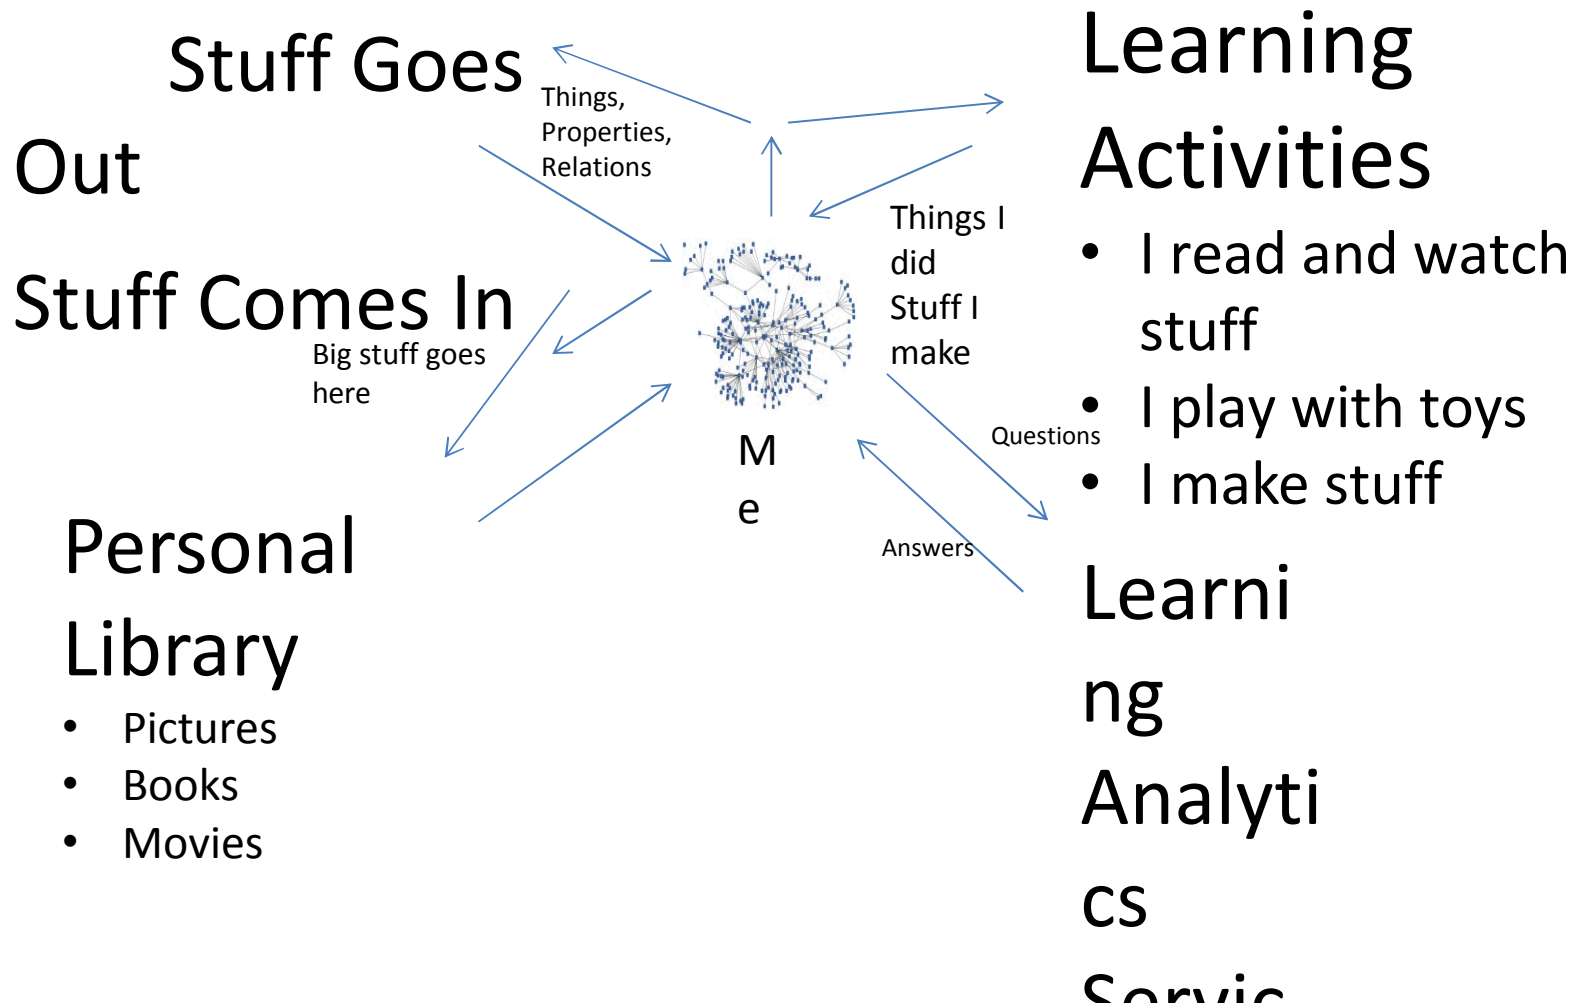 Stuff Goes
Out
Stuff Comes In
Things,
Properties,
Relations
Big stuff goes
here
Personal
Library
• Pictures
• Books
• Movies
M
e
Things I
did
Stuff I
make
Questions
Answers
Learning
Activities
• I read and watch
stuff
• I play with toys
• I make stuff
Learni
ng
Analyti
cs
Servic